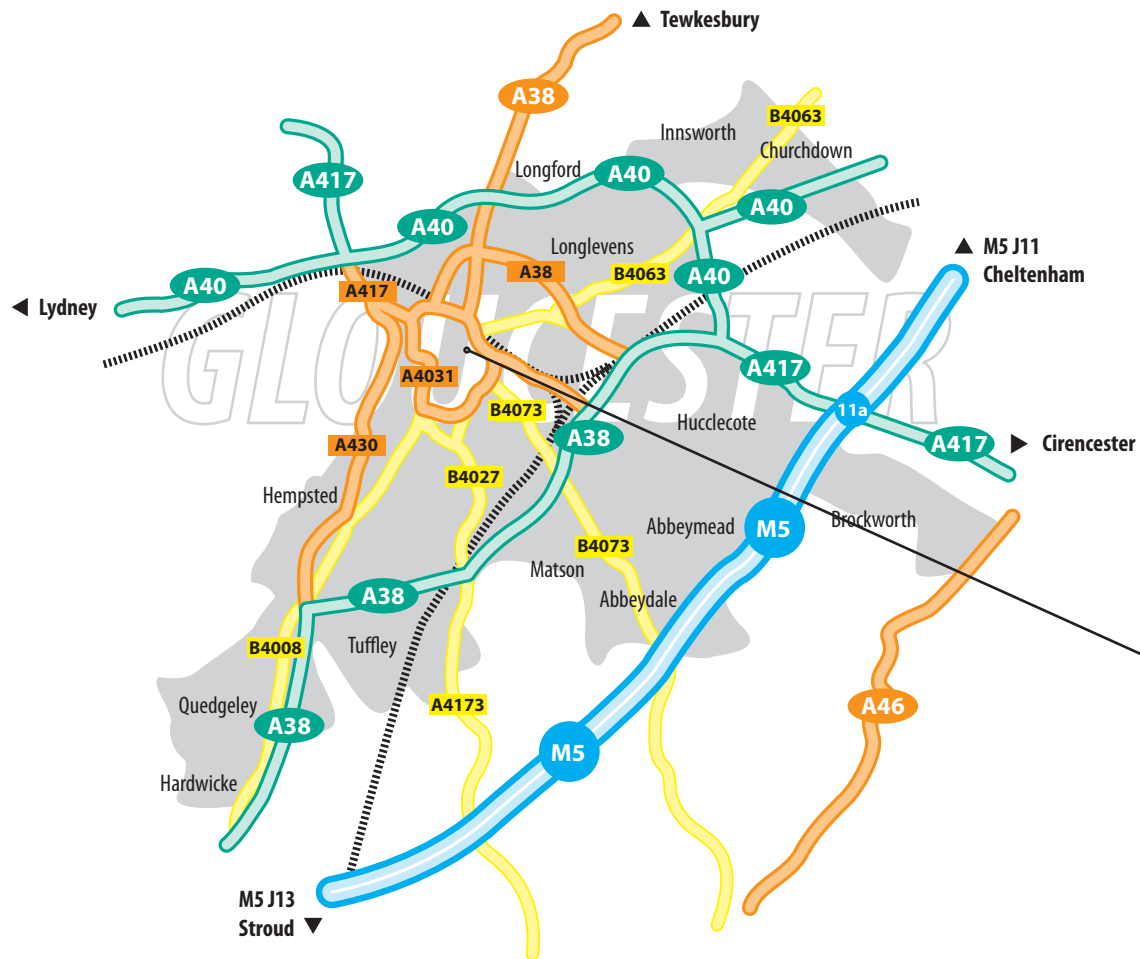 ▲ Tewkesbury
A38
B4063
Innsworth
Churchdown
Longford
A417
A40
A40
A40
Longlevens
▲ M5 J11
Cheltenham
A38
B4063
A40
A40
A417
◀ Lydney
GLOUCESTER
A4031
A417
B4073
11a
Hucclecote
A38
A417
▶ Cirencester
A430
B4027
Hempsted
Abbeymead
M5
Brockworth
B4073
Matson
A38
Abbeydale
B4008
Tuffley
Quedgeley
A4173
A46
A38
M5
Hardwicke
M5 J13
Stroud ▼